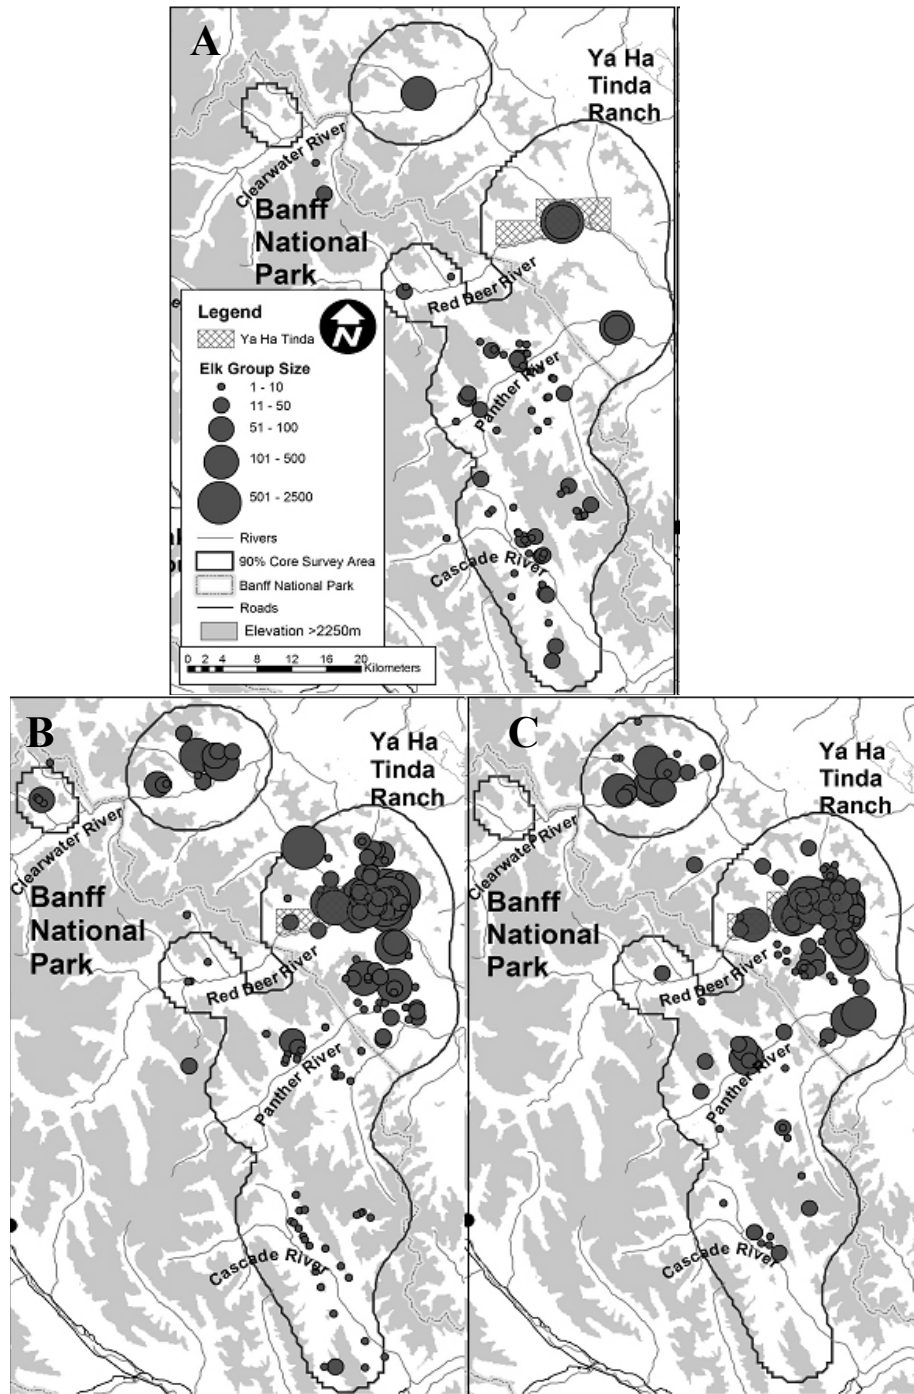 A
Ya Ha
Tinda
Ranch
Clearwater River
Banff
National
Park
Red Deer River
Legend
N
Ya Ha Tinda
Elk Group Size
1 - 10
11 - 50
51 - 100
101 - 500
501 - 2500
Rivers
90% Core Survey Area
Banff National Park
Roads
Elevation >2250m
0 2 4 8 12 16 20
Kilometers
Panther River
Cascade River
B
Ya Ha
Tinda
Ranch
Clearwater River
Banff
National
Park
Red Deer River
Panther River
Cascade River
C
Ya Ha
Tinda
Ranch
Clearwater River
Banff
National
Park
Red Deer River
Panther River
Cascade River